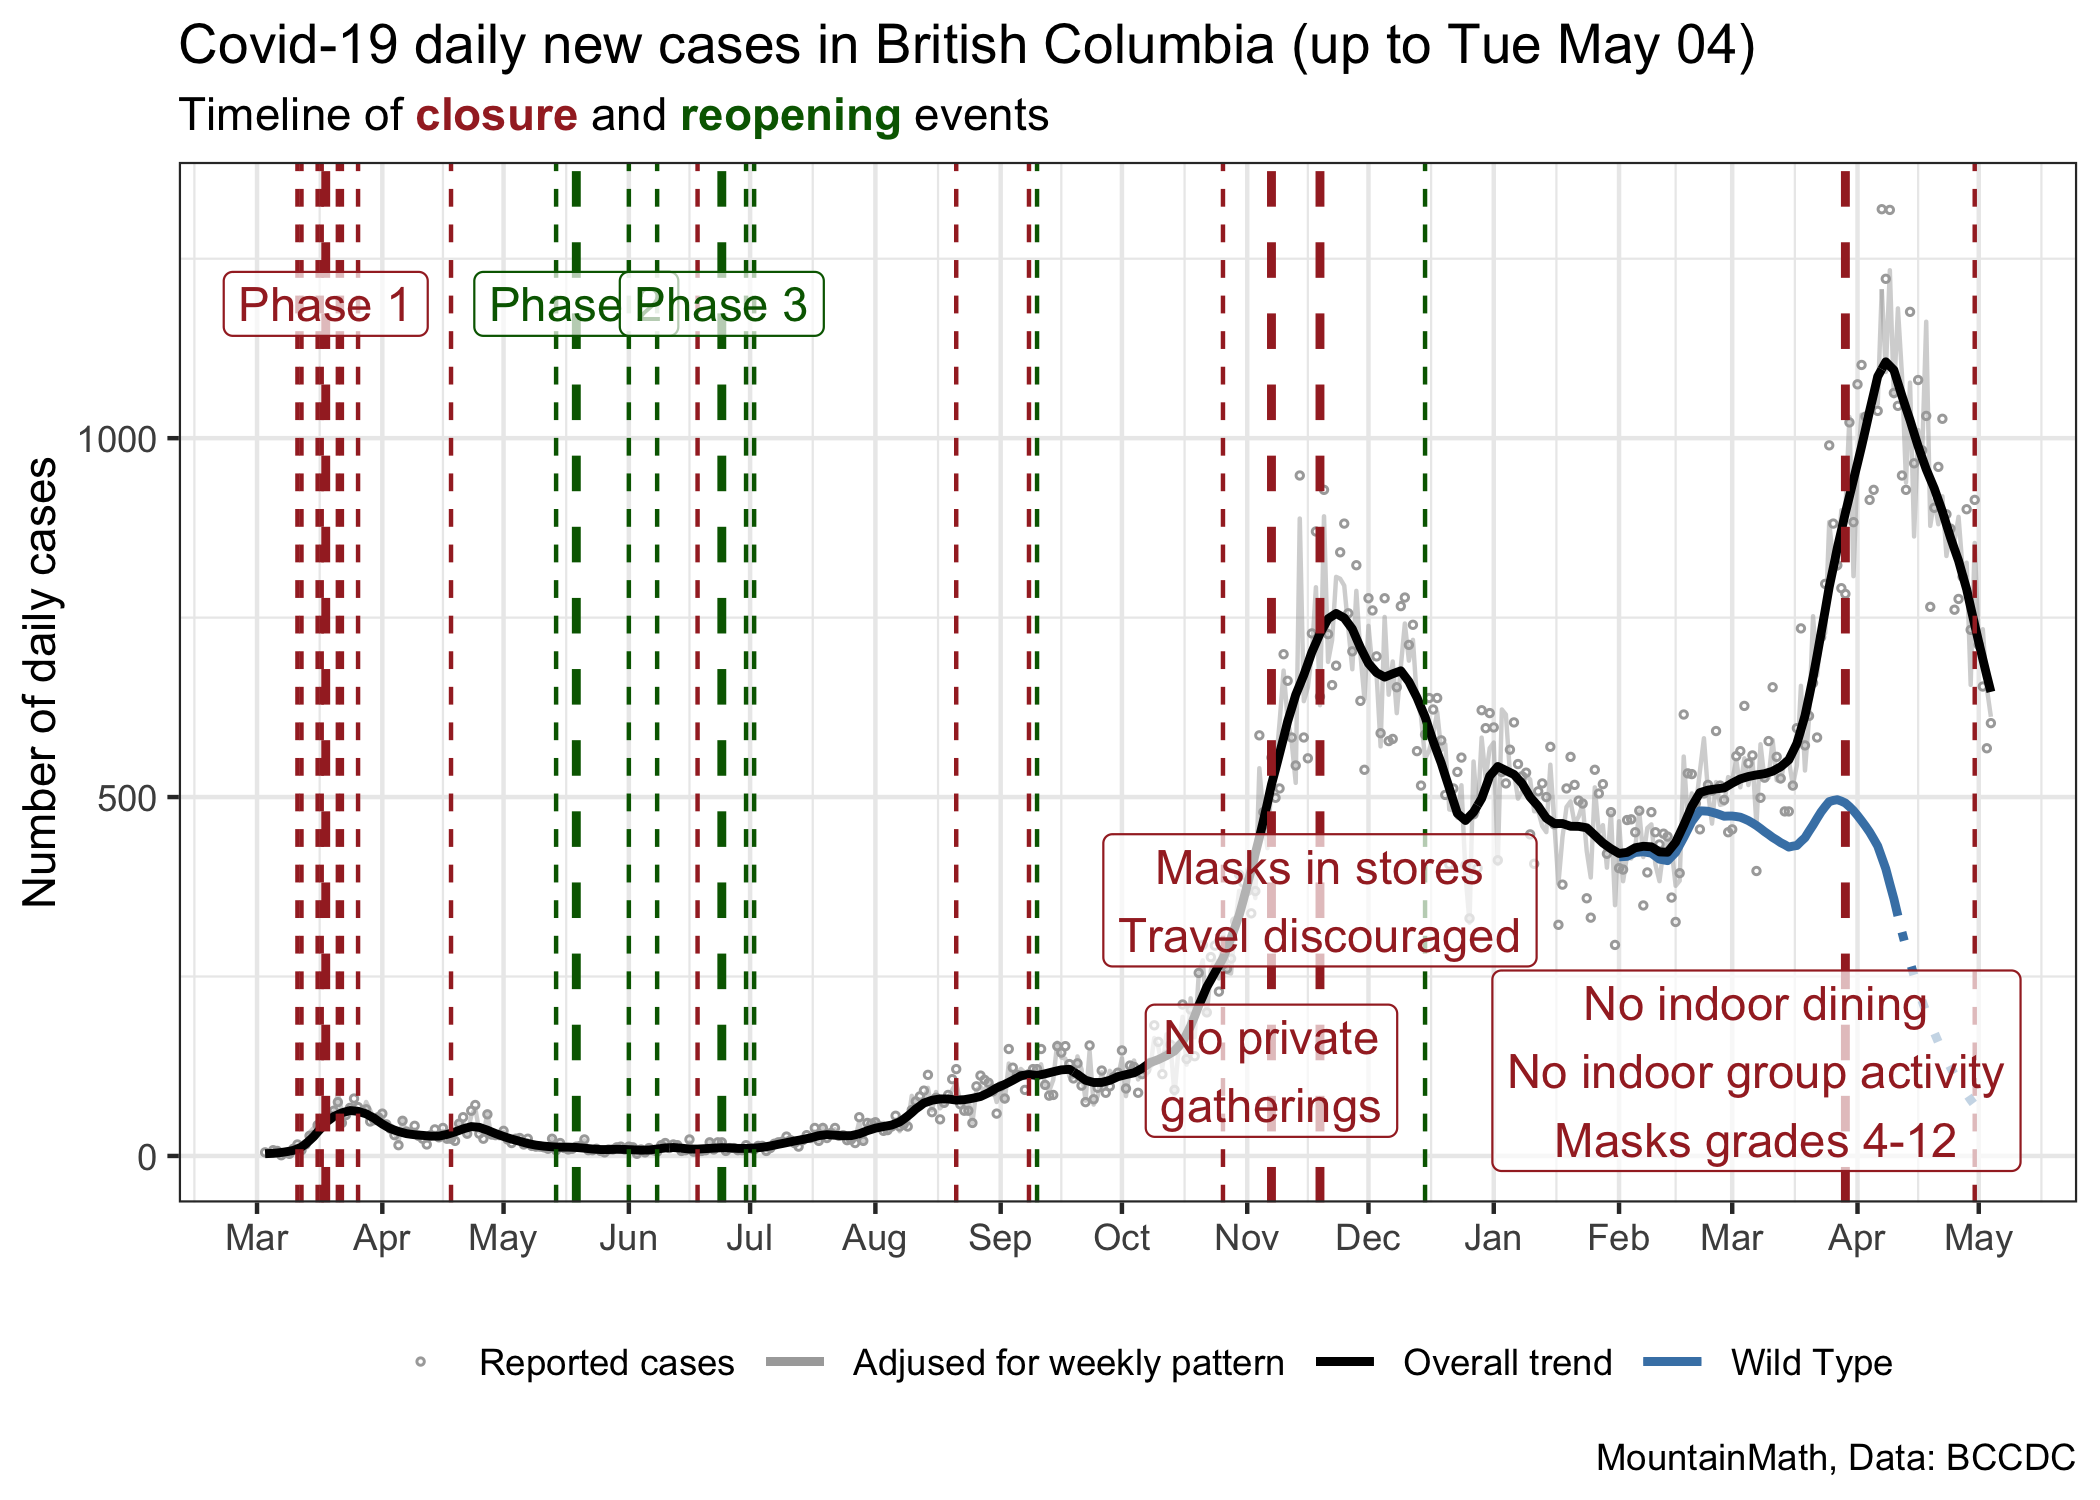 Covid-19 daily new cases in British Columbia (up to Tue May 04)
Timeline of closure and reopening events
Number of daily cases
1000
500
0
Phase 1
Phase 2
Phase 3
Masks in stores
Travel discouraged
No private
gatherings
No indoor dining
No indoor group activity
Masks grades 4-12
Mar Apr May Jun Jul Aug Sep Oct Nov Dec Jan Feb Mar Apr May
Reported cases Adjused for weekly pattern Overall trend Wild Type
MountainMath, Data: BCCDC